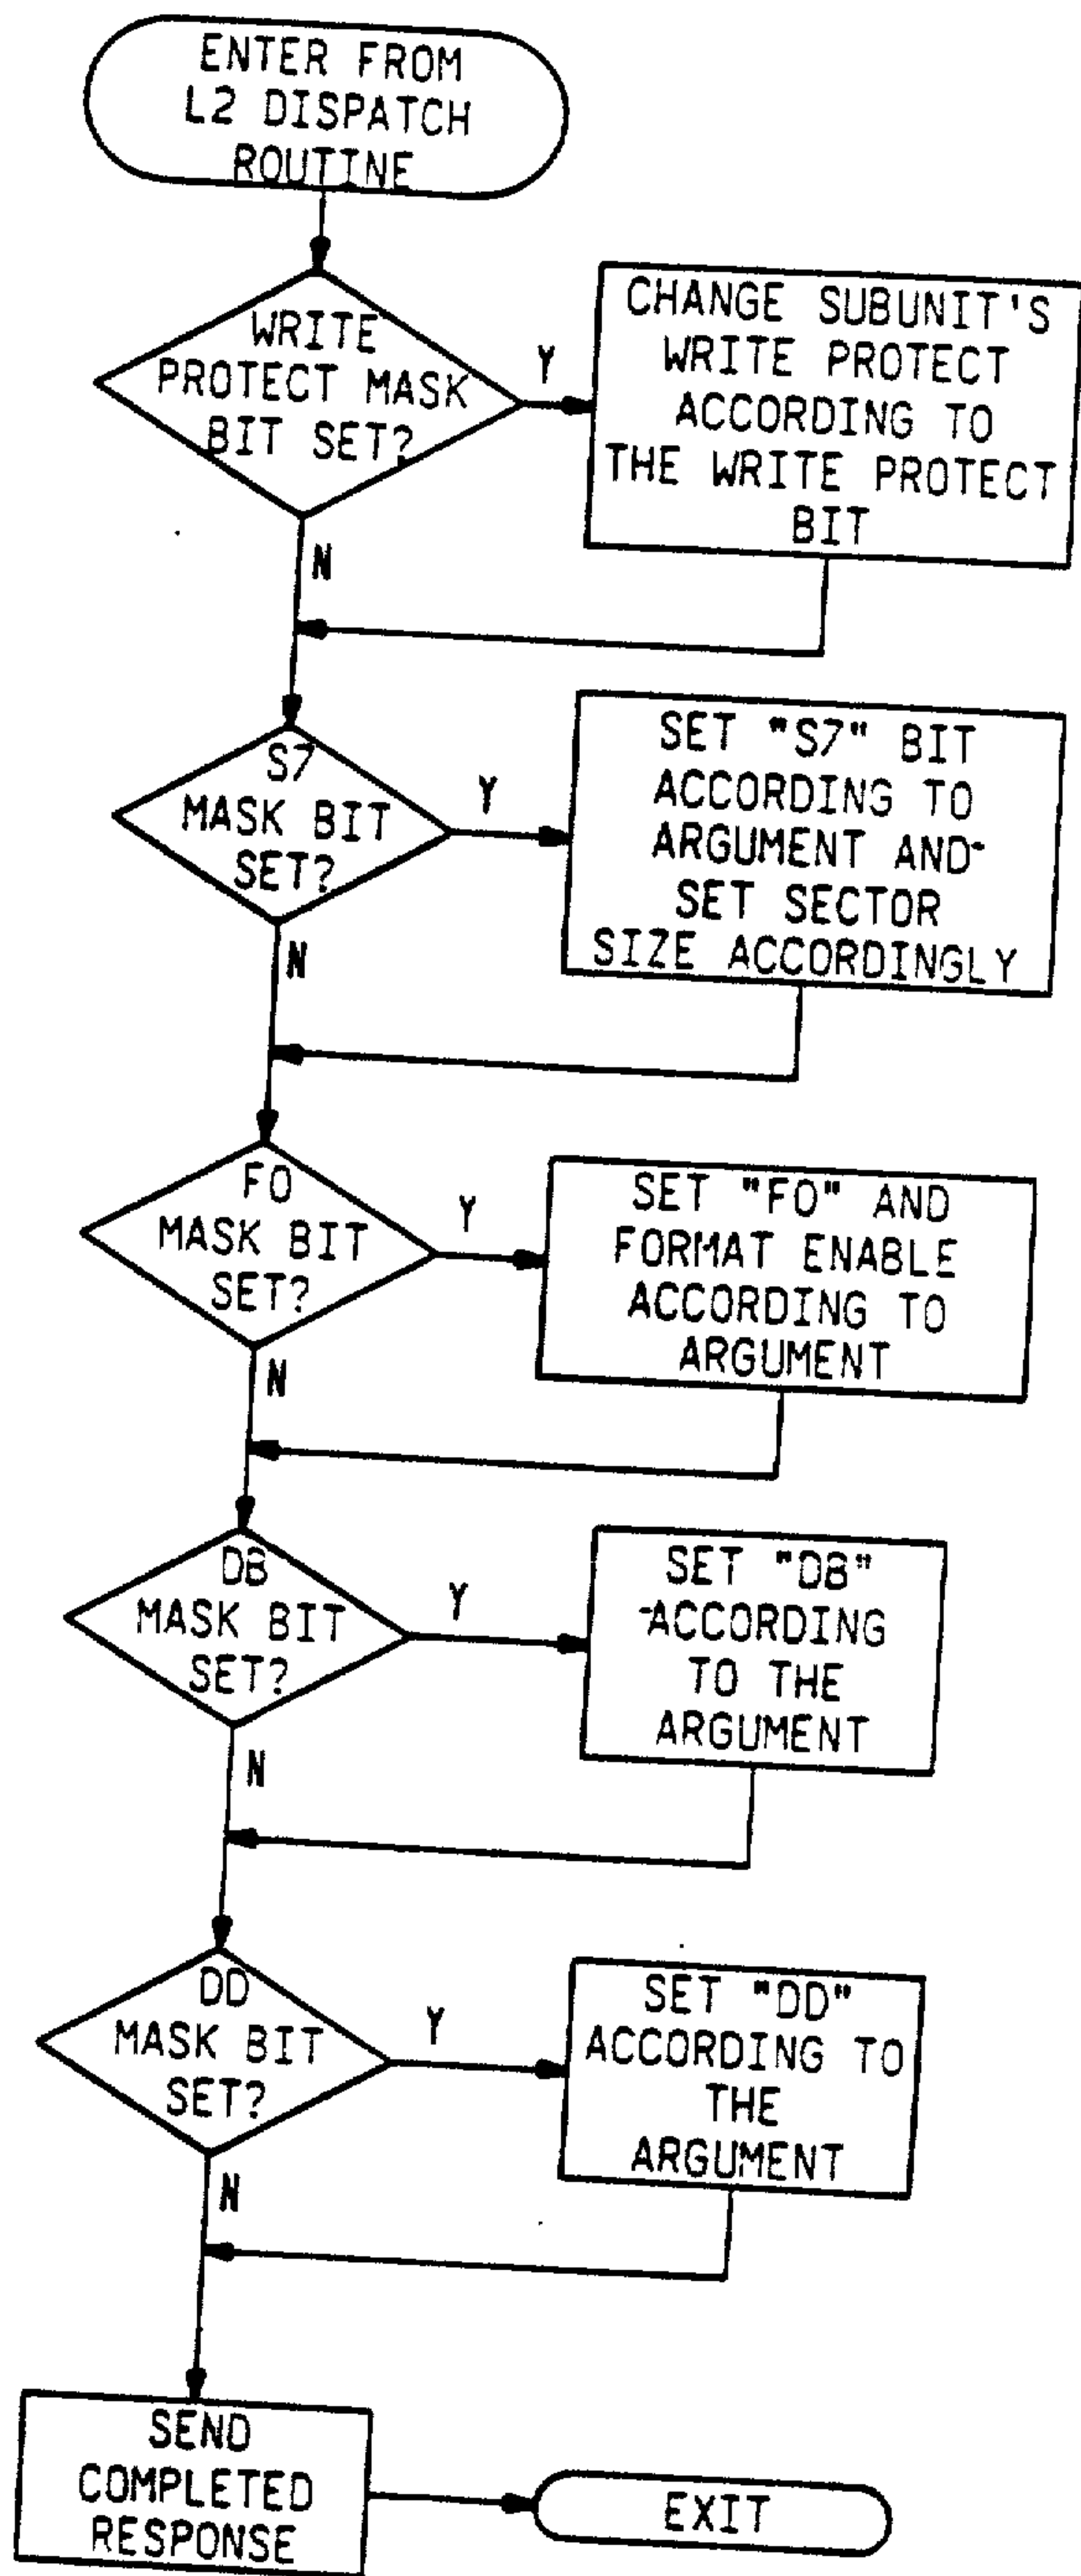 ENTER FROM
L2 DISPATCH
ROUTINE
WRITE
PROTECT MASK
BIT SET?
Y
CHANGE SUBUNIT'S
WRITE PROTECT
ACCORDING TO
THE WRITE PROTECT
BIT
N
S7
MASK BIT
SET?
Y
SET "S7" BIT
ACCORDING TO
ARGUMENT AND
SET SECTOR
SIZE ACCORDINGLY
N
FO
MASK BIT
SET?
Y
SET "FO" AND
FORMAT ENABLE
ACCORDING TO
ARGUMENT
N
DB
MASK BIT
SET?
Y
SET "DB"
ACCORDING
TO THE
ARGUMENT
N
DD
MASK BIT
SET?
Y
SET "DD"
ACCORDING TO
THE
ARGUMENT
N
SEND
COMPLETED
RESPONSE
EXIT